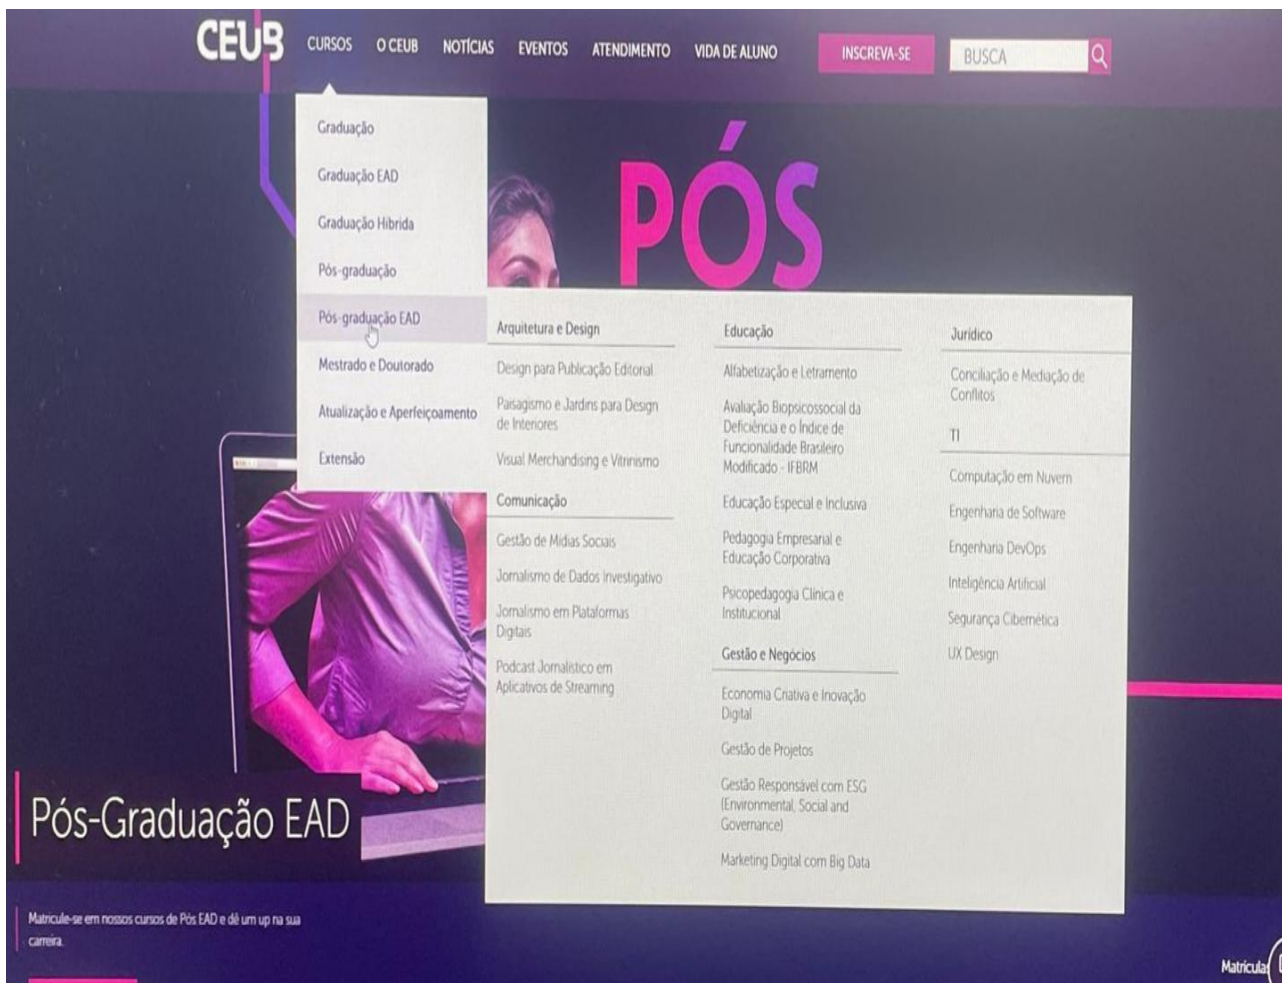 CEUB
CURSOS
O CEUB
NOTÍCIAS
EVENTOS
ATENDIMENTO
VIDA DE ALUNO
INSCREVA-SE
BUSCA
Graduação
Graduação EAD
Graduação Híbrida
Pós-graduação
Pós-graduação EAD
Mestrado e Doutorado
Atualização e Aperfeiçoamento
Extensão
PÓS
Arquitetura e Design
Design para Publicação Editorial
Paisagismo e Jardins para Design
de Interiores
Visual Merchandising e Vitrinismo
Comunicação
Gestão de Mídias Sociais
Jornalismo de Dados Investigativo
Jornalismo em Plataformas
Digitais
Podcast Jornalístico em
Aplicativos de Streaming
Educação
Alfabetização e Letramento
Avaliação Biopsicossocial da
Deficiência e o Índice de
Funcionalidade Brasileiro
Modificado - IFBRM
Educação Especial e Inclusiva
Pedagogia Empresarial e
Educação Corporativa
Psicopedagogia Clínica e
Institucional
Gestão e Negócios
Economia Criativa e Inovação
Digital
Gestão de Projetos
Gestão Responsável com ESG
(Environmental, Social and
Governance)
Marketing Digital com Big Data
Jurídico
Conciliação e Mediação de
Conflitos
TI
Computação em Nuvem
Engenharia de Software
Engenharia DevOps
Inteligência Artificial
Segurança Cibernética
UX Design
Pós-Graduação EAD
Matricule-se em nossos cursos de Pós EAD e dê um up na sua
carreira.
Matrículas